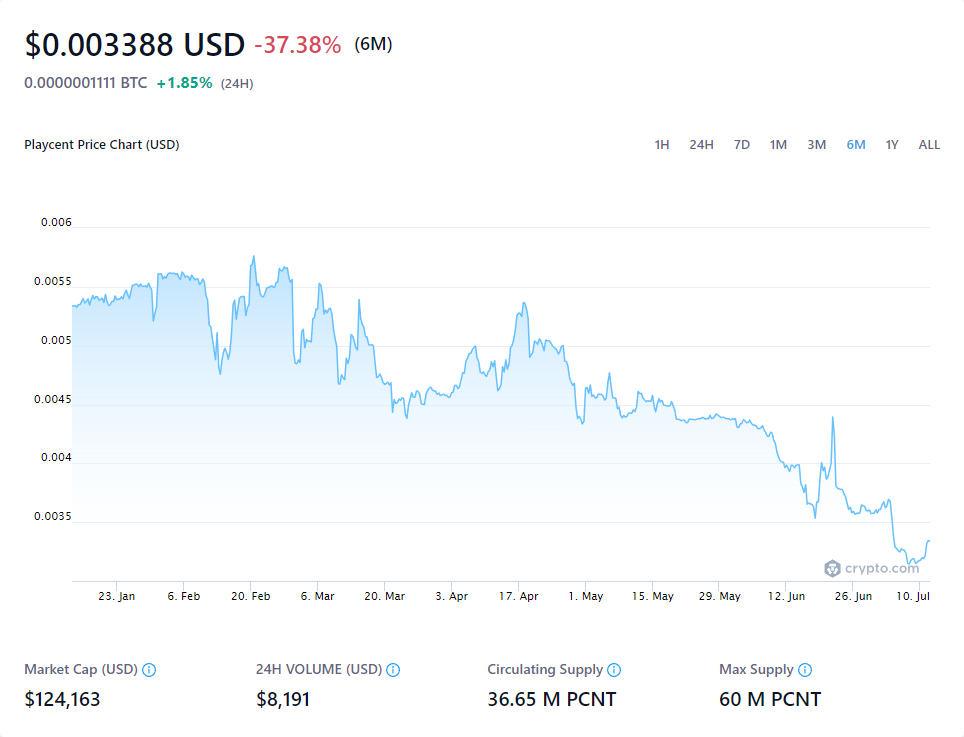 $0.003388 USD -37.38% (6M)
0.0000001111 BTC +1.85% (24H)
Playcent Price Chart (USD) 1H 24H 7D 1M 3M 6M 1Y ALL
0.006
0.0055
0.005
0.0045
0.004
0.0035
crypto.com
23. Jan 6. Feb 20. Feb 6. Mar 20. Mar 3. Apr 17. Apr 1. May 15. May 29. May 12. Jun 26. Jun 10. Jul
Market Cap (USD) 24H VOLUME (USD) Circulating Supply Max Supply
$124,163 $8,191 36.65 M PCNT 60 M PCNT